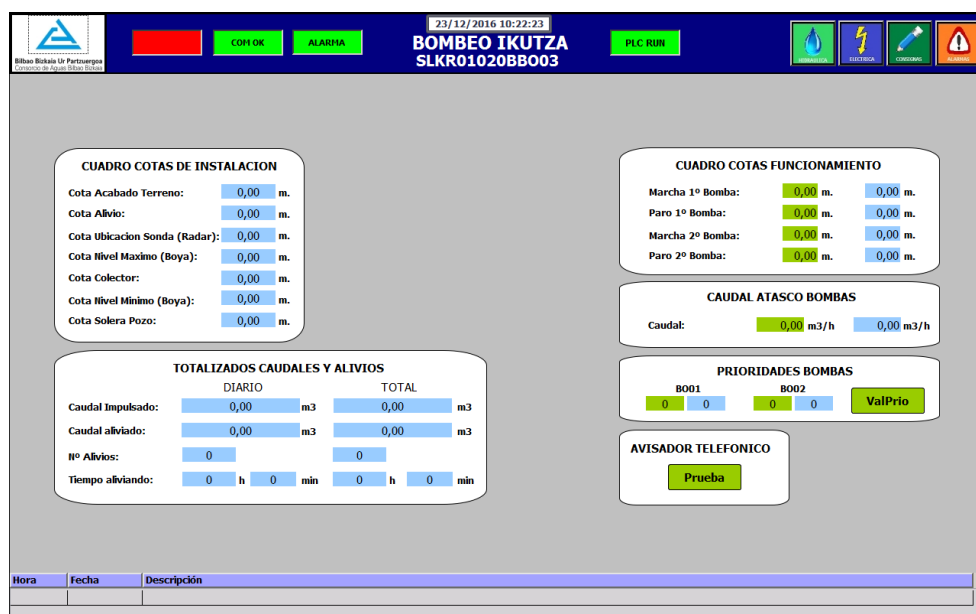 23/12/2016 10:22:23
BOMBEO IKUTZA
SLKR01020BBO03
COM OK
ALARMA
PLC RUN
Bilbao Bizkaia Ur Partzuergoa
Consorcio de Aguas Bilbao Bizkaia
HIDRAULICA
ELECTRICA
CONSIGNAS
ALARMAS
CUADRO COTAS DE INSTALACION
Cota Acabado Terreno: 0,00 m.
Cota Alivio: 0,00 m.
Cota Ubicacion Sonda (Radar): 0,00 m.
Cota Nivel Maximo (Boya): 0,00 m.
Cota Colector: 0,00 m.
Cota Nivel Minimo (Boya): 0,00 m.
Cota Solera Pozo: 0,00 m.
CUADRO COTAS FUNCIONAMIENTO
Marcha 1º Bomba: 0,00 m. 0,00 m.
Paro 1º Bomba: 0,00 m. 0,00 m.
Marcha 2º Bomba: 0,00 m. 0,00 m.
Paro 2º Bomba: 0,00 m. 0,00 m.
CAUDAL ATASCO BOMBAS
Caudal: 0,00 m3/h 0,00 m3/h
TOTALIZADOS CAUDALES Y ALIVIOS
DIARIO TOTAL
Caudal Impulsado: 0,00 m3 0,00 m3
Caudal aliviado: 0,00 m3 0,00 m3
Nº Alivios: 0 0
Tiempo aliviando: 0 h 0 min 0 h 0 min
PRIORIDADES BOMBAS
BO01 BO02
0 0 0 0 ValPrio
AVISADOR TELEFONICO
Prueba
Hora Fecha Descripción